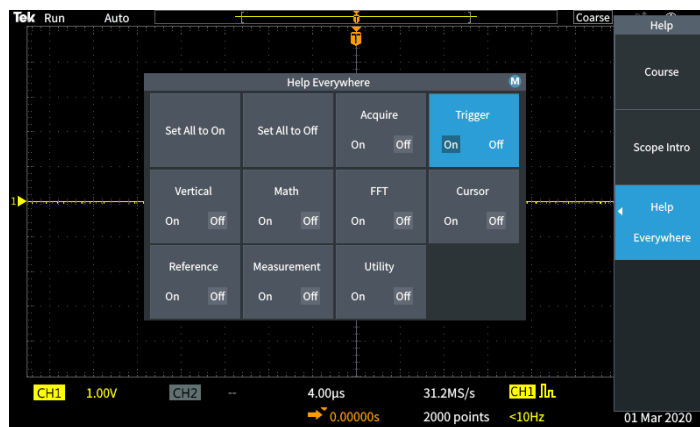 Tek Run Auto Coarse
T
T
Help
Help Everywhere M
Set All to On
Set All to Off
Acquire
On Off
Trigger
On Off
Vertical
On Off
Math
On Off
FFT
On Off
Cursor
On Off
Reference
On Off
Measurement
On Off
Utility
On Off
Course
Scope Intro
Help
Everywhere
1
CH1 1.00V CH2 -- 4.00µs 31.2MS/s CH1
0.00000s 2000 points <10Hz 01 Mar 2020